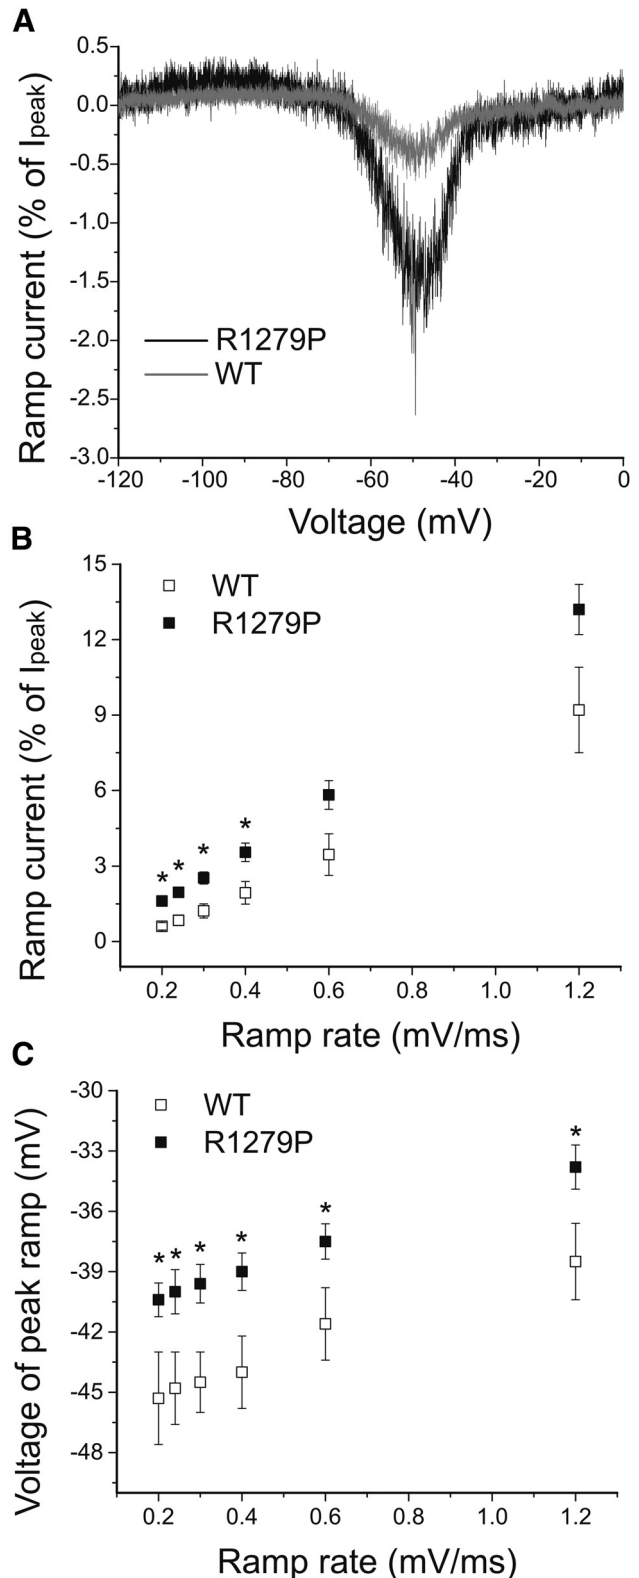 A
Ramp current (% of Ipeak)
0.5
0.0
-0.5
-1.0
-1.5
-2.0
-2.5
-3.0
R1279P
WT
-120 -100 -80 -60 -40 -20 0
Voltage (mV)
B
Ramp current (% of Ipeak)
15
12
9
6
3
0
WT
R1279P
* * * *
0.2 0.4 0.6 0.8 1.0 1.2
Ramp rate (mV/ms)
C
Voltage of peak ramp (mV)
-30
-33
-36
-39
-42
-45
-48
WT
R1279P
* * * * * *
0.2 0.4 0.6 0.8 1.0 1.2
Ramp rate (mV/ms)